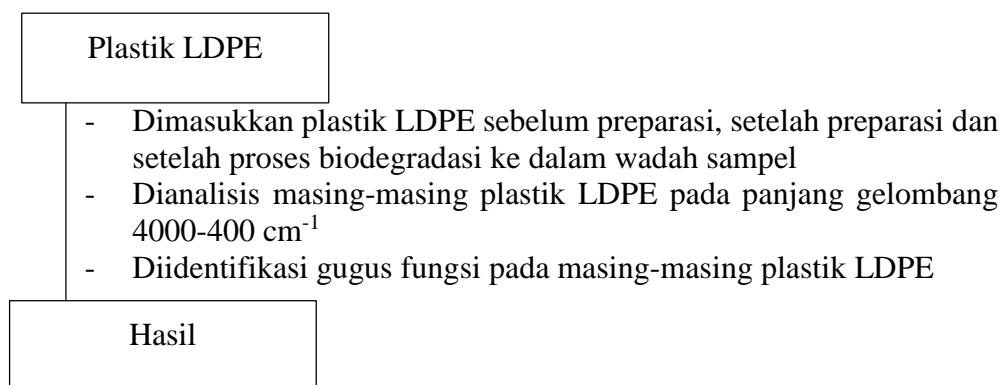 Plastik LDPE
- Dimasukkan plastik LDPE sebelum preparasi, setelah preparasi dan
setelah proses biodegradasi ke dalam wadah sampel
- Dianalisis masing-masing plastik LDPE pada panjang gelombang
4000-400 cm⁻¹
- Diidentifikasi gugus fungsi pada masing-masing plastik LDPE
Hasil